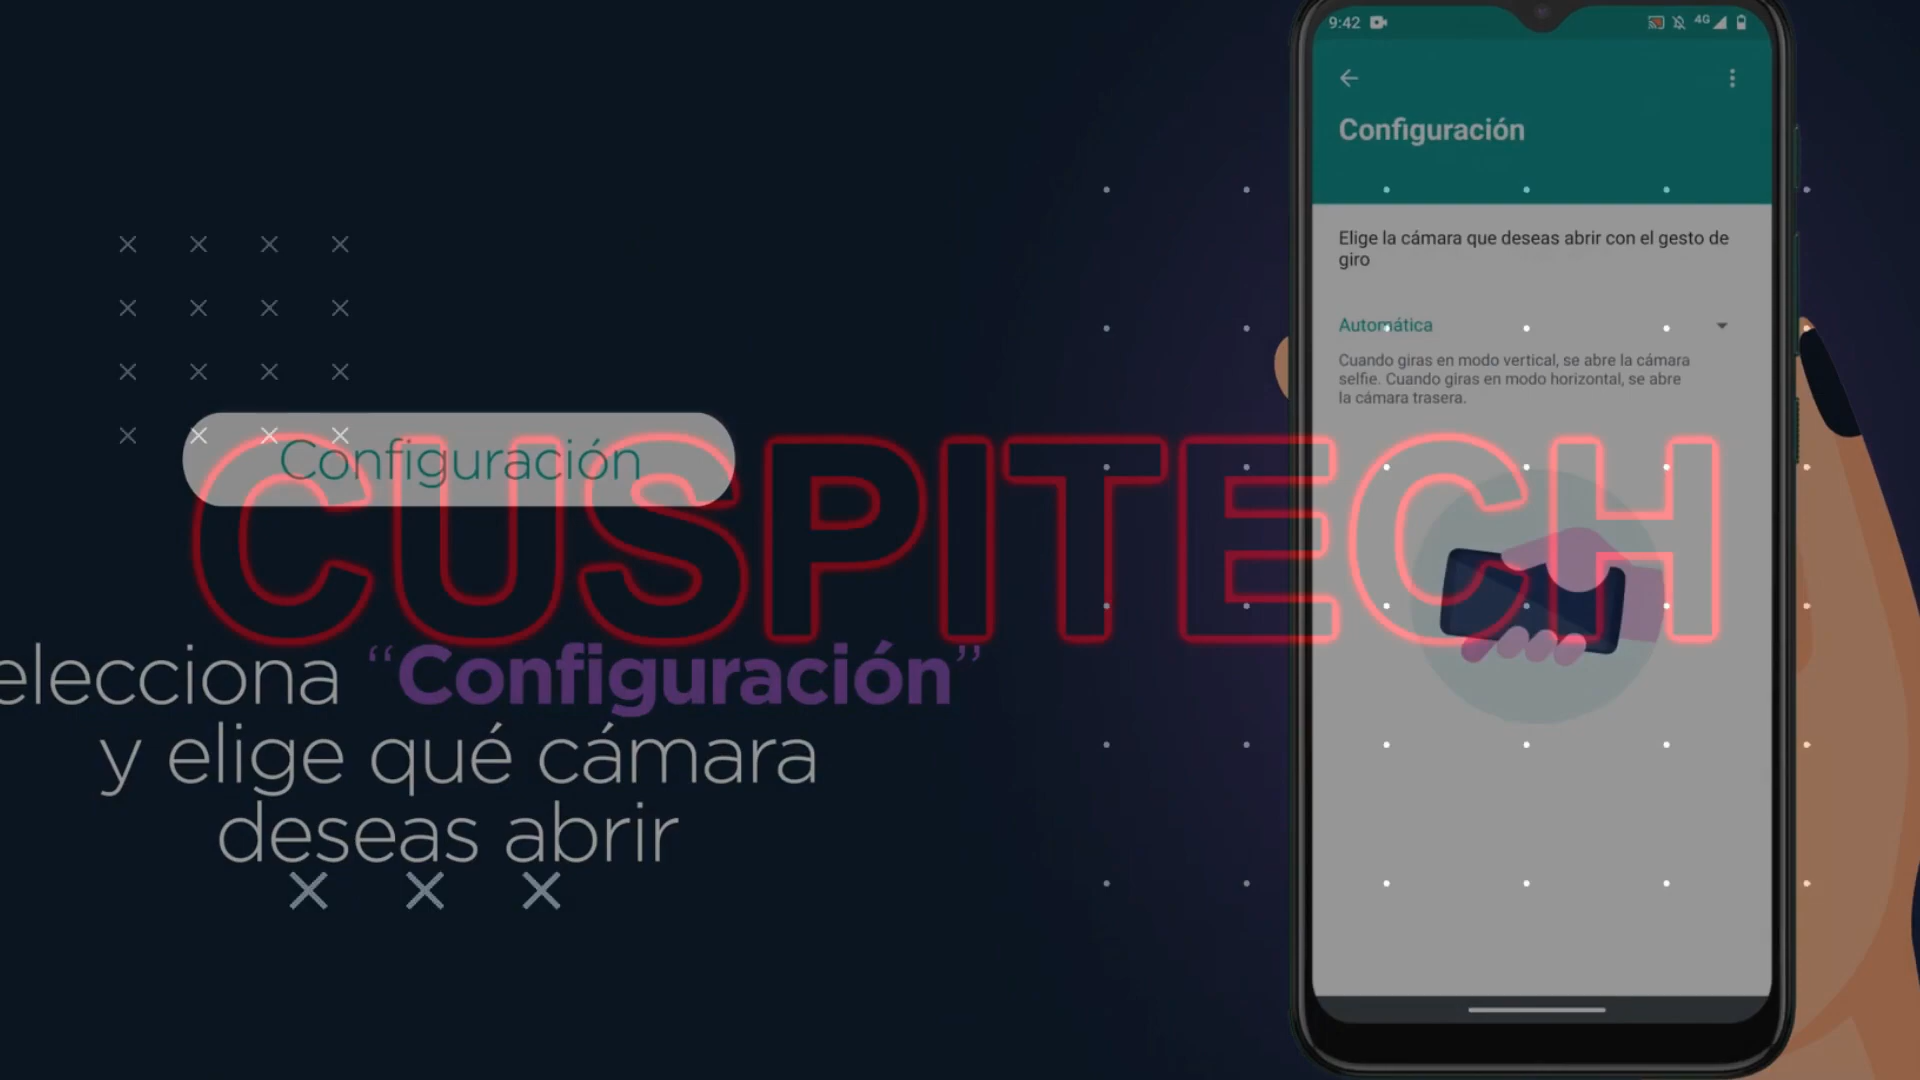 9:42
4G
Configuración
Elige la cámara que deseas abrir con el gesto de
giro
Automática
Cuando giras en modo vertical, se abre la cámara
selfie. Cuando giras en modo horizontal, se abre
la cámara trasera.
Configuración
CUSPITECH
elecciona “Configuración”
y elige qué cámara
deseas abrir